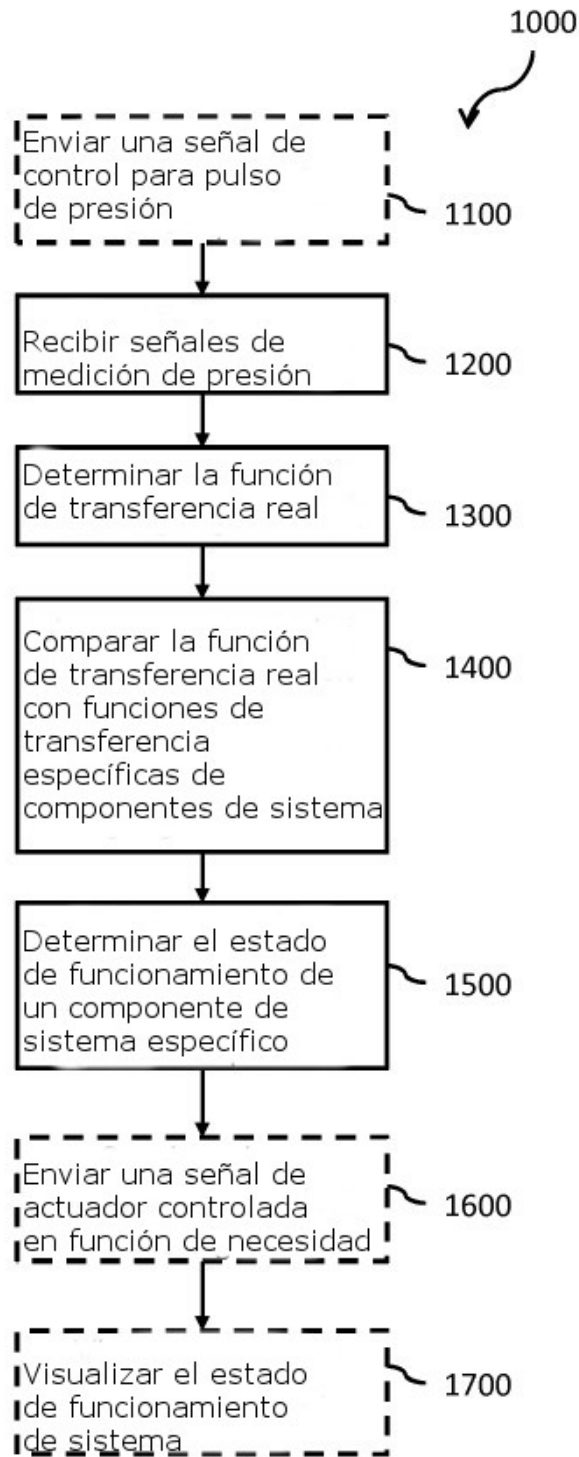 1000
Enviar una señal de
control para pulso
de presión
1100
Recibir señales de
medición de presión
1200
Determinar la función
de transferencia real
1300
Comparar la función
de transferencia real
con funciones de
transferencia
específicas de
componentes de sistema
1400
Determinar el estado
de funcionamiento de
un componente de
sistema específico
1500
Enviar una señal de
actuador controlada
en función de necesidad
1600
Visualizar el estado
de funcionamiento
de sistema
1700